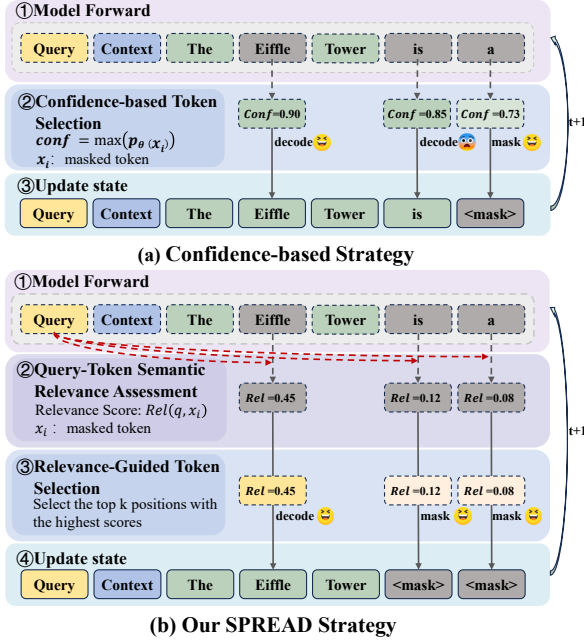 ①Model Forward
Query Context The Eiffle Tower is a
②Confidence-based Token
Selection
conf = max(pθ (xi))
xi: masked token
Conf=0.90 Conf=0.85 Conf=0.73
decode decode mask
t+1
③Update state
Query Context The Eiffle Tower is <mask>
(a) Confidence-based Strategy
①Model Forward
Query Context The Eiffle Tower is a
②Query-Token Semantic
Relevance Assessment
Relevance Score: Rel(q, xi)
xi: masked token
Rel =0.45 Rel =0.12 Rel =0.08
t+1
③Relevance-Guided Token
Selection
Select the top k positions with
the highest scores
Rel =0.45 Rel =0.12 Rel =0.08
decode mask mask
④Update state
Query Context The Eiffle Tower <mask> <mask>
(b) Our SPREAD Strategy